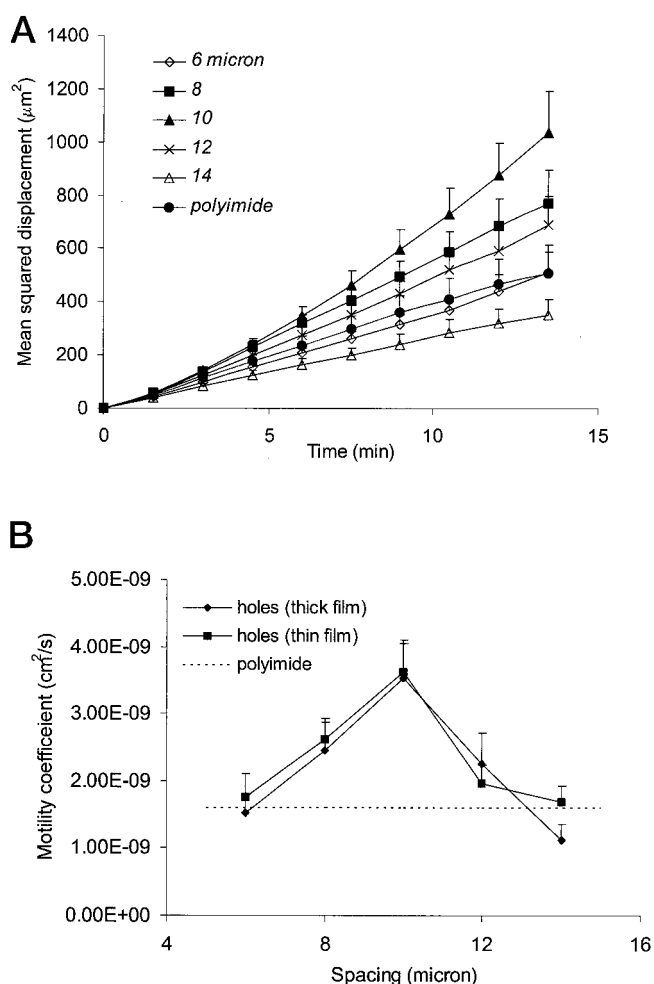 A
1400
1200
1000
800
600
400
200
0
Mean squared displacement (μm²)
6 micron
8
10
12
14
polyimide
0
5
10
15
Time (min)
B
5.00E-09
4.00E-09
3.00E-09
2.00E-09
1.00E-09
0.00E+00
Motility coefficeient (cm²/s)
holes (thick film)
holes (thin film)
polyimide
4
8
12
16
Spacing (micron)